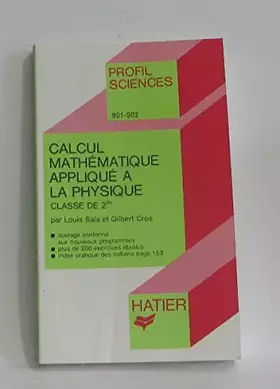 PROFIL
SCIENCES
901-902
CALCUL
MATHÉMATIQUE
APPLIQUÉ A
LA PHYSIQUE
CLASSE DE 2de
par Louis Sais et Gilbert Cros
■ ouvrage conforme
aux nouveaux programmes
■ plus de 200 exercices résolus
■ index pratique des notions page 153
HATIER